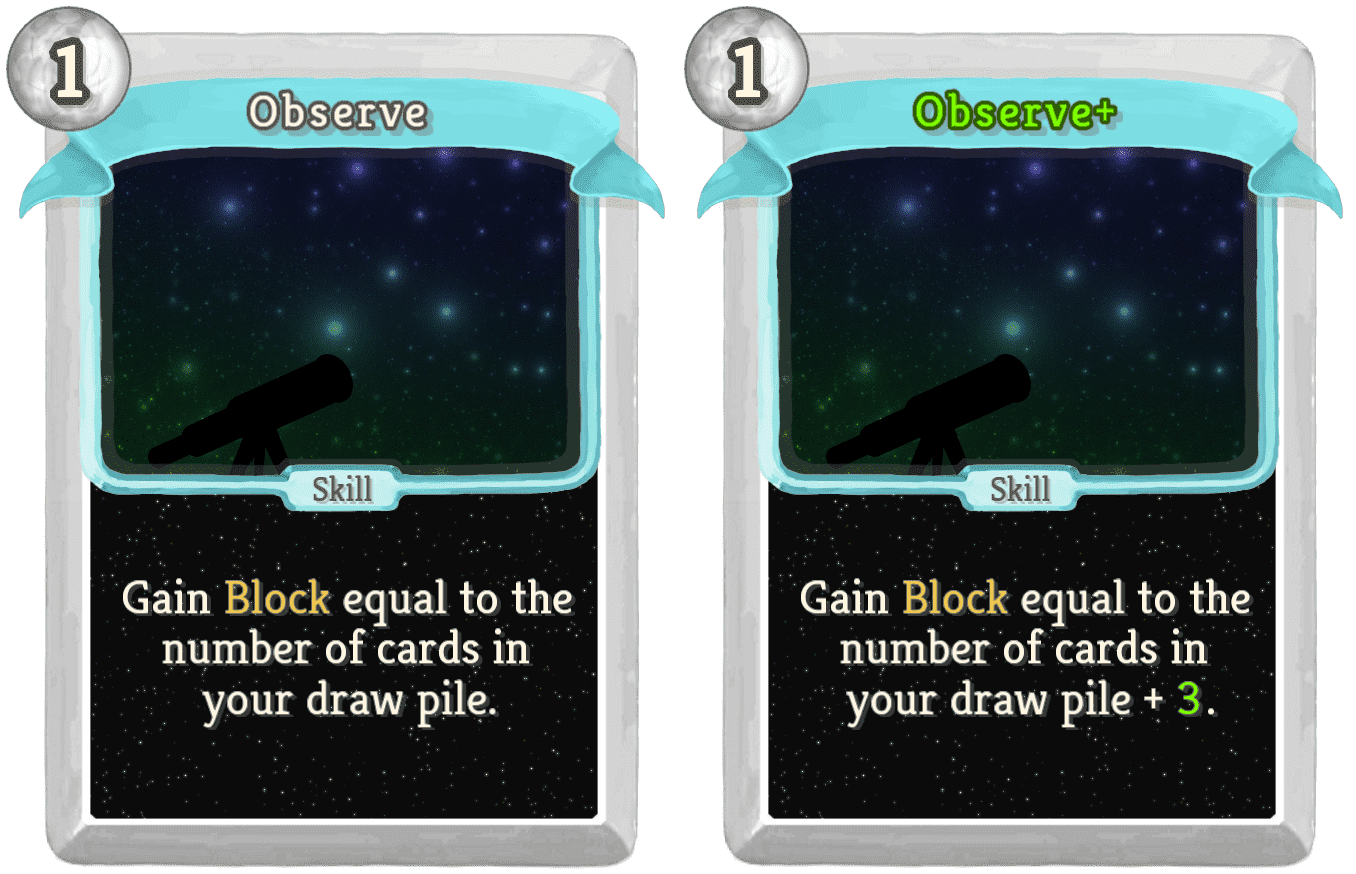 1
Observe
Skill
Gain Block equal to the
number of cards in
your draw pile.
1
Observe+
Skill
Gain Block equal to the
number of cards in
your draw pile + 3.